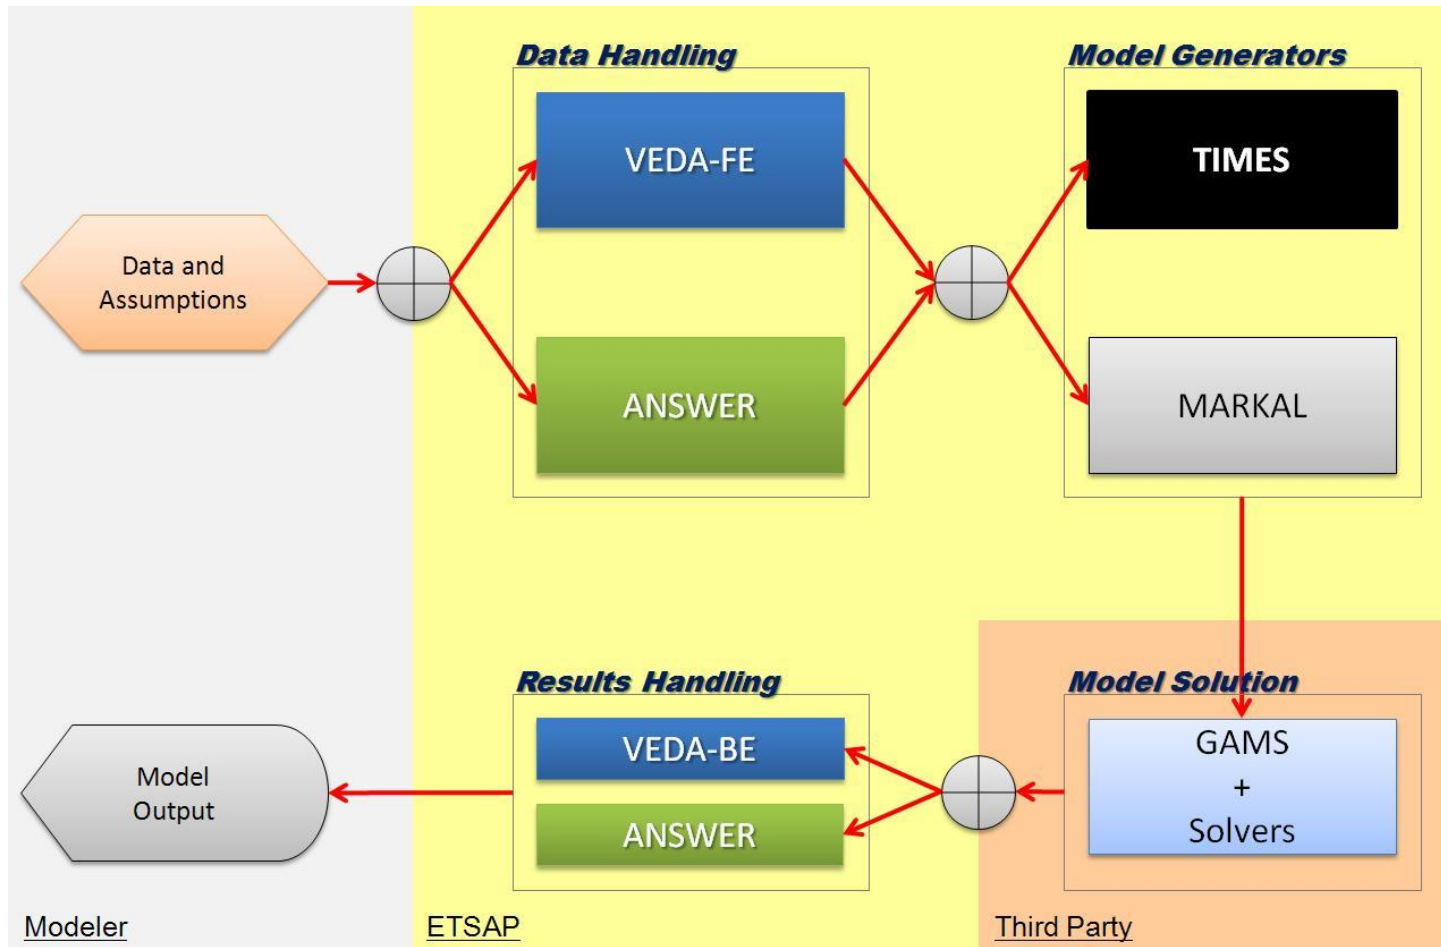 Data Handling
Model Generators
VEDA-FE
TIMES
Data and
Assumptions
ANSWER
MARKAL
Results Handling
Model Solution
VEDA-BE
GAMS
+
Solvers
Model
Output
ANSWER
Modeler
ETSAP
Third Party